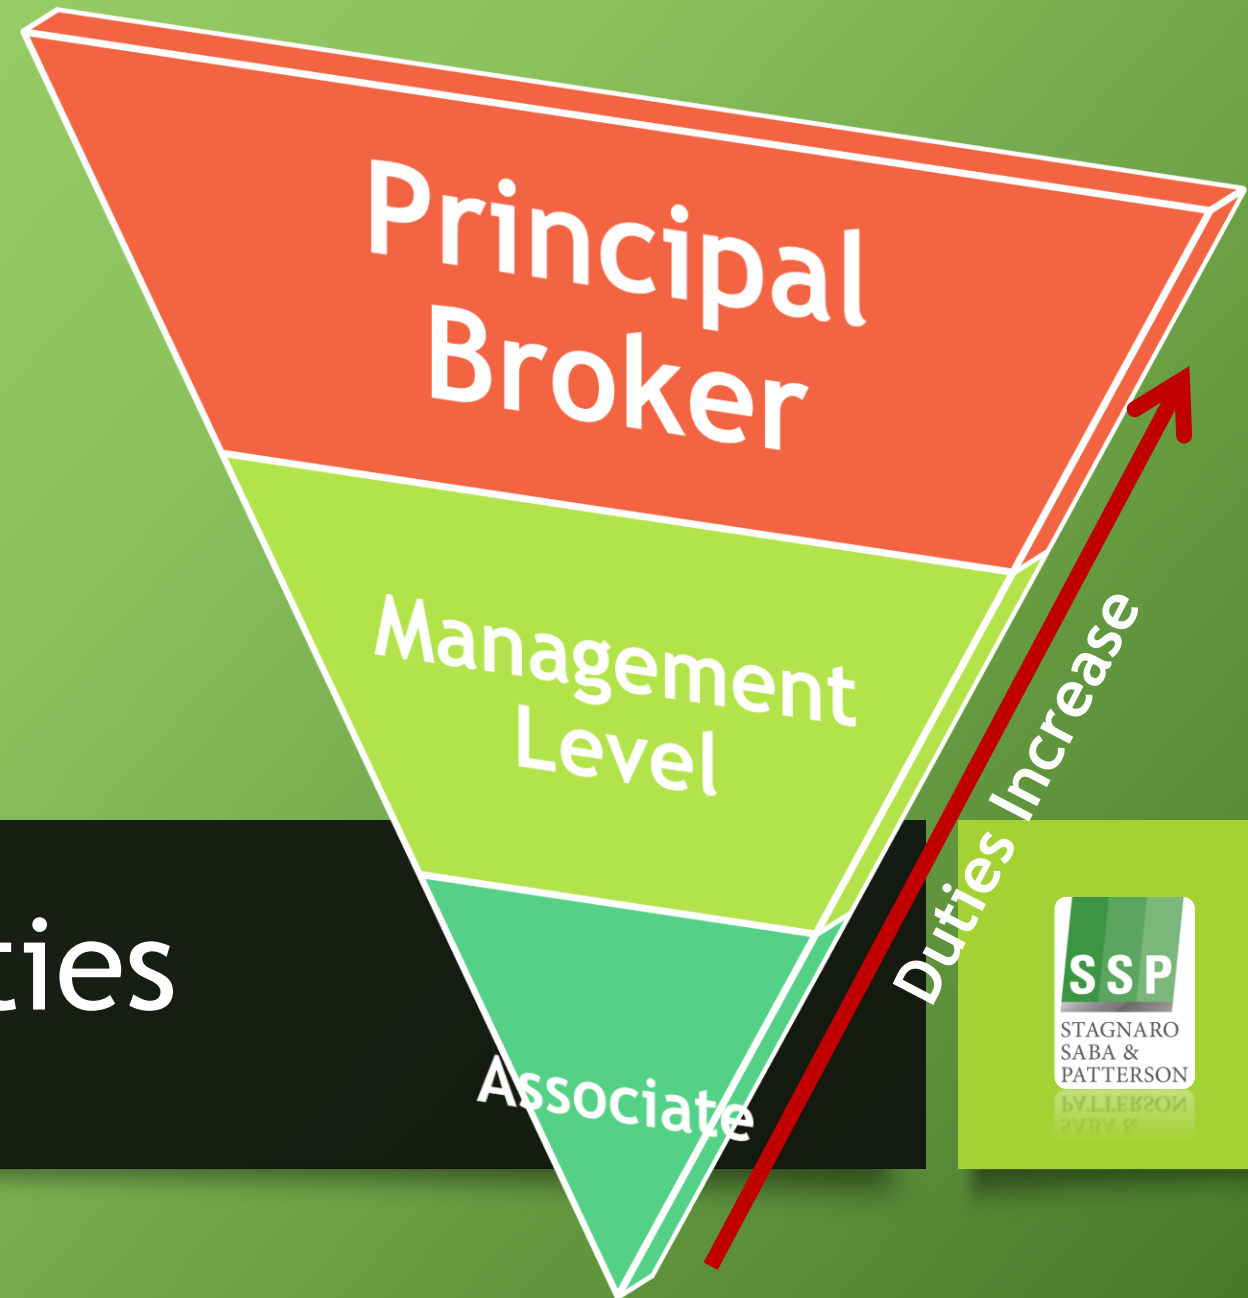 Principal
Broker
Management
Level
Associate
Duties Increase
ties
SSP
STAGNARO
SABA &
PATTERSON